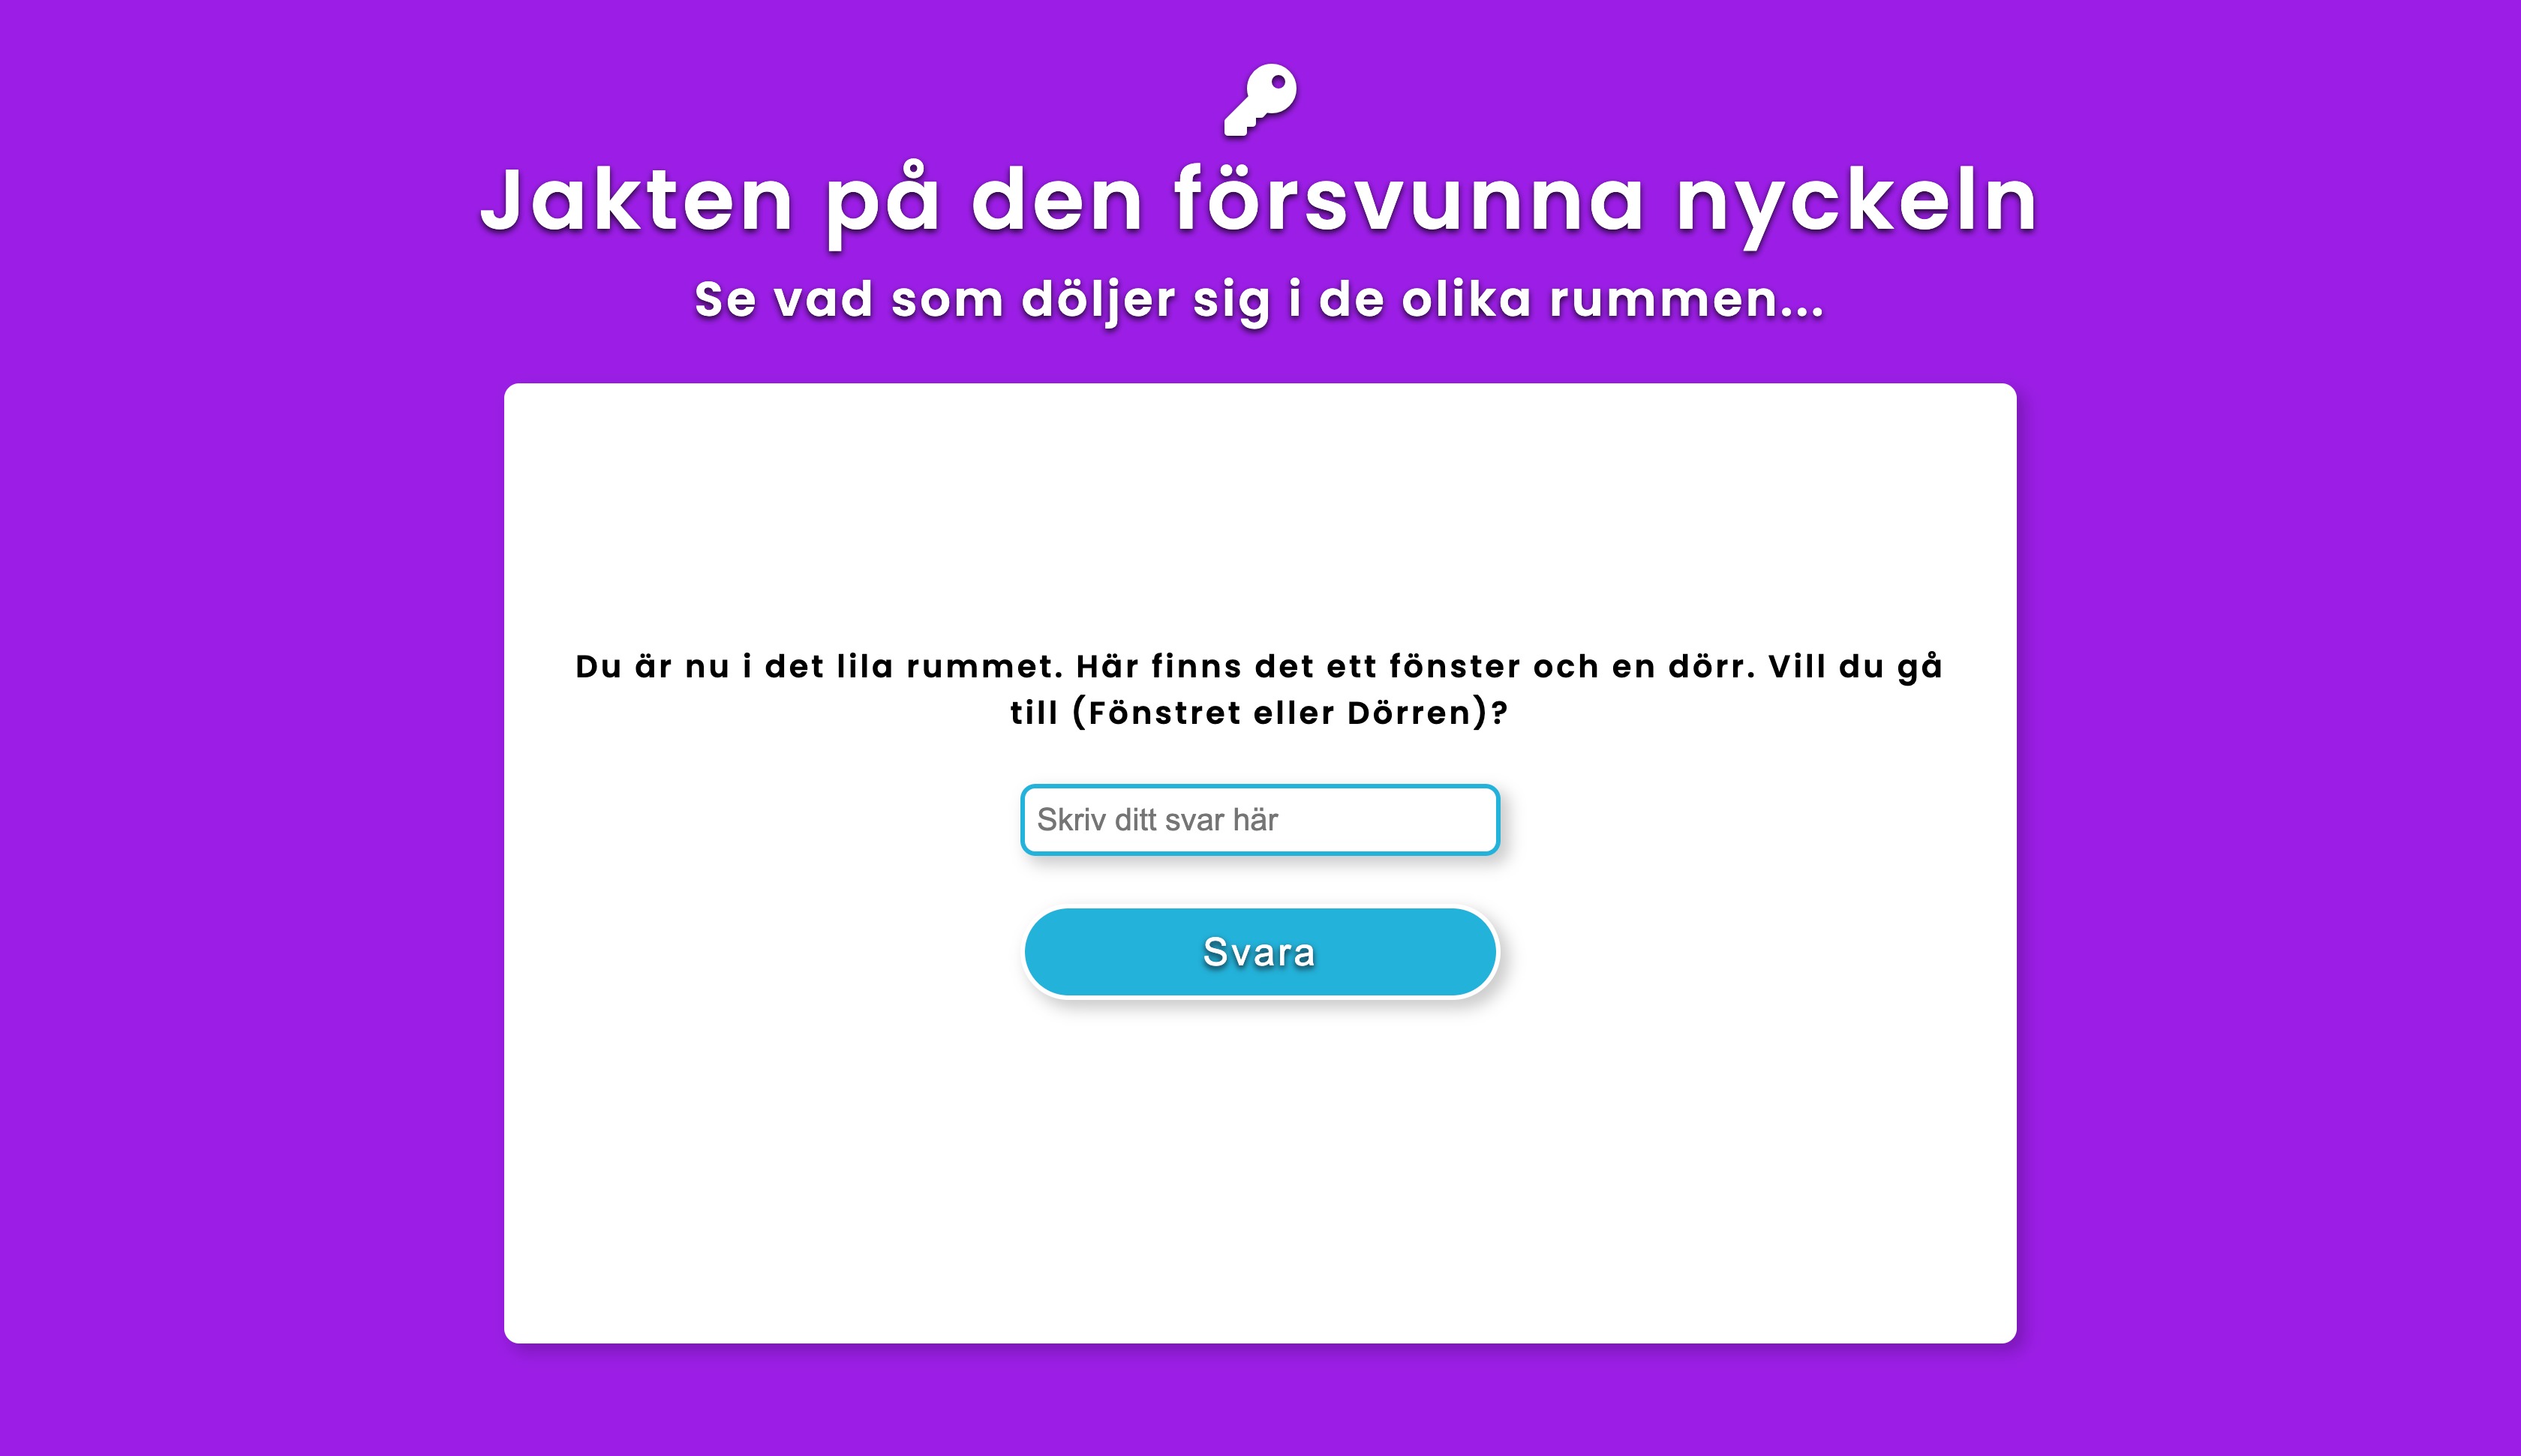 Jakten på den försvunna nyckeln
Se vad som döljer sig i de olika rummen...
Du är nu i det lila rummet. Här finns det ett fönster och en dörr. Vill du gå
till (Fönstret eller Dörren)?
Skriv ditt svar här
Svara